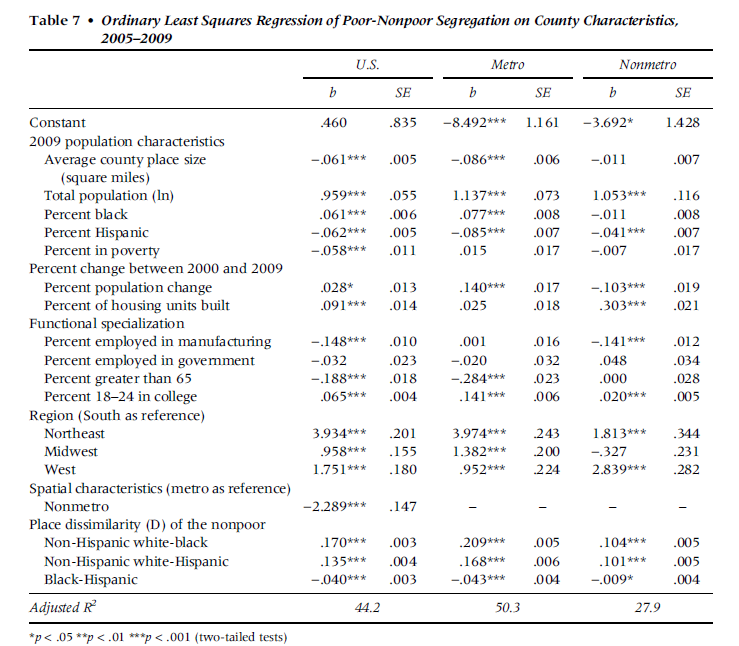 Table 7 • Ordinary Least Squares Regression of Poor-Nonpoor Segregation on County Characteristics,
2005–2009
U.S. Metro Nonmetro
b SE b SE b SE
Constant .460 .835 −8.492*** 1.161 −3.692* 1.428
2009 population characteristics
Average county place size −.061*** .005 −.086*** .006 −.011 .007
(square miles)
Total population (ln) .959*** .055 1.137*** .073 1.053*** .116
Percent black .061*** .006 .077*** .008 −.011 .008
Percent Hispanic −.062*** .005 −.085*** .007 −.041*** .007
Percent in poverty −.058*** .011 .015 .017 −.007 .017
Percent change between 2000 and 2009
Percent population change .028* .013 .140*** .017 −.103*** .019
Percent of housing units built .091*** .014 .025 .018 .303*** .021
Functional specialization
Percent employed in manufacturing −.148*** .010 .001 .016 −.141*** .012
Percent employed in government −.032 .023 −.020 .032 .048 .034
Percent greater than 65 −.188*** .018 −.284*** .023 .000 .028
Percent 18–24 in college .065*** .004 .141*** .006 .020*** .005
Region (South as reference)
Northeast 3.934*** .201 3.974*** .243 1.813*** .344
Midwest .958*** .155 1.382*** .200 −.327 .231
West 1.751*** .180 .952*** .224 2.839*** .282
Spatial characteristics (metro as reference)
Nonmetro −2.289*** .147 – – – –
Place dissimilarity (D) of the nonpoor
Non-Hispanic white-black .170*** .003 .209*** .005 .104*** .005
Non-Hispanic white-Hispanic .135*** .004 .168*** .006 .101*** .005
Black-Hispanic −.040*** .003 −.043*** .004 −.009* .004
Adjusted R² 44.2 50.3 27.9
*p < .05 **p < .01 ***p < .001 (two-tailed tests)